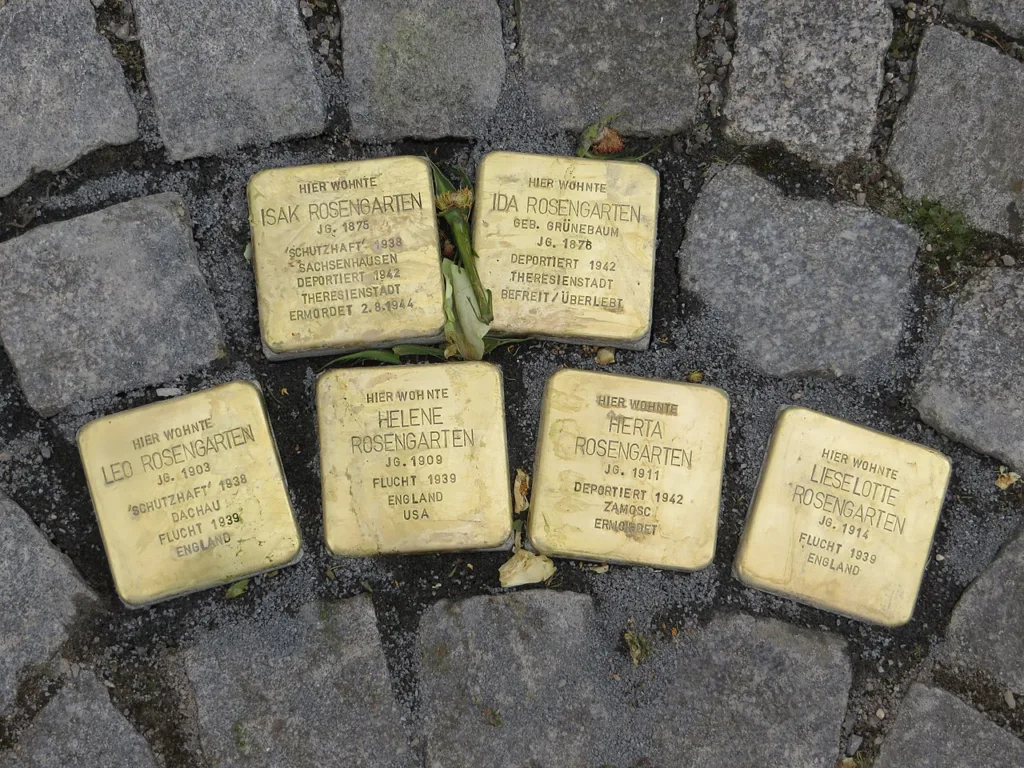 HIER WOHNTE
ISAK ROSENGARTEN
JG. 1875
'SCHUTZHAFT' 1938
SACHSENHAUSEN
DEPORTIERT 1942
THERESIENSTADT
ERMORDET 2.8.1944
HIER WOHNTE
IDA ROSENGARTEN
GEB. GRÜNEBAUM
JG. 1876
DEPORTIERT 1942
THERESIENSTADT
BEFREIT/ÜBERLEBT
HIER WOHNTE
LEO ROSENGARTEN
JG. 1903
'SCHUTZHAFT' 1938
DACHAU
FLUCHT 1939
ENGLAND
HIER WOHNTE
HELENE
ROSENGARTEN
JG. 1909
FLUCHT 1939
ENGLAND
USA
HIER WOHNTE
HERTA
ROSENGARTEN
JG. 1911
DEPORTIERT 1942
ZAMOSC
ERMORDET
HIER WOHNTE
LIESELOTTE
ROSENGARTEN
JG. 1914
FLUCHT 1939
ENGLAND